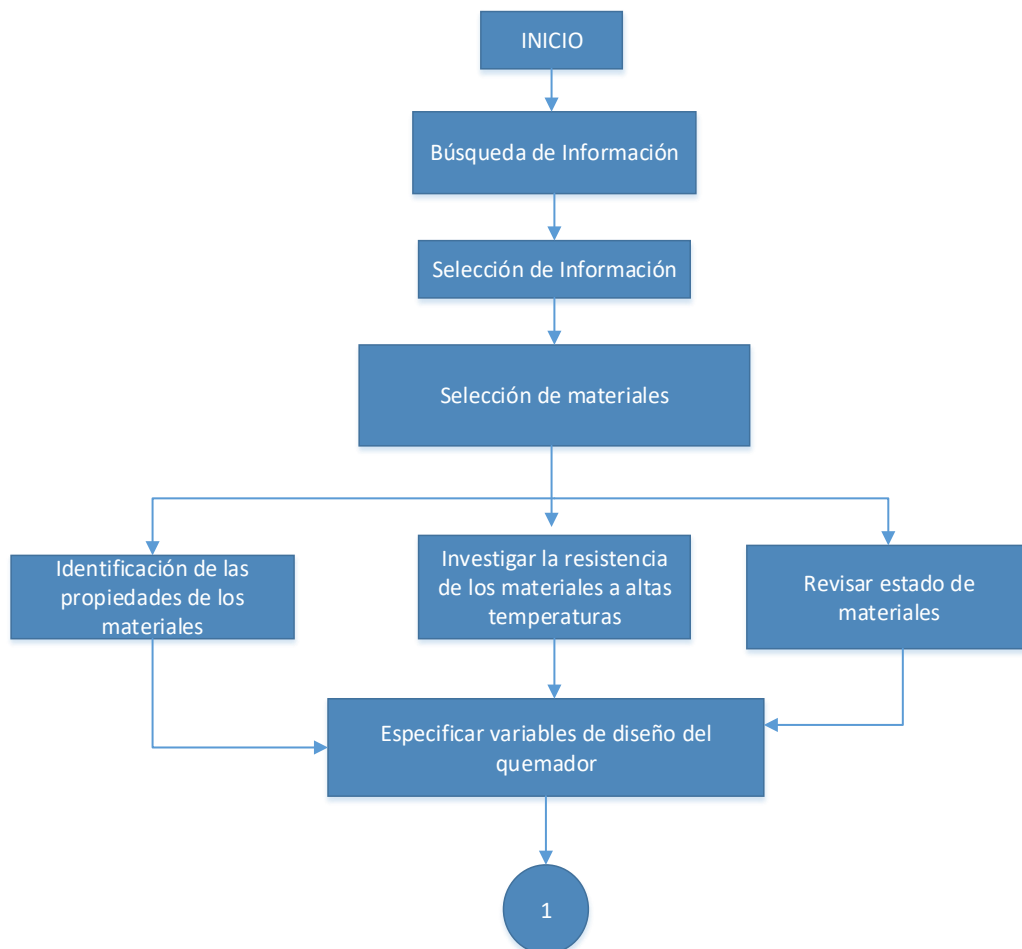 INICIO
Búsqueda de Información
Selección de Información
Selección de materiales
Identificación de las
propiedades de los
materiales
Investigar la resistencia
de los materiales a altas
temperaturas
Revisar estado de
materiales
Especificar variables de diseño del
quemador
1